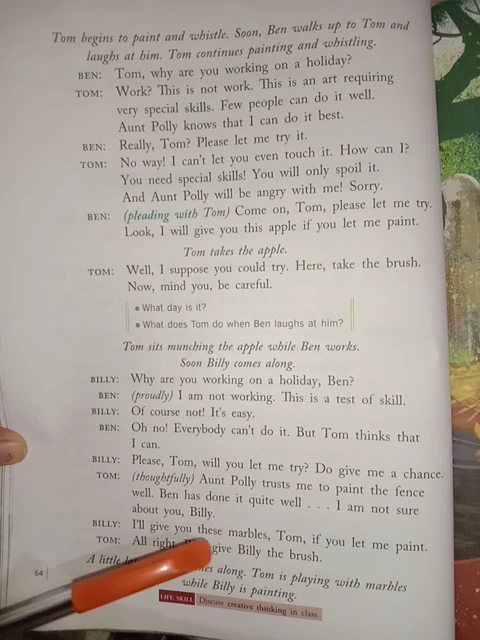 Tom begins to paint and whistle. Soon, Ben walks up to Tom and
laughs at him. Tom continues painting and whistling.
BEN: Tom, why are you working on a holiday?
TOM: Work? This is not work. This is an art requiring
very special skills. Few people can do it well.
Aunt Polly knows that I can do it best.
BEN: Really, Tom? Please let me try it.
TOM: No way! I can't let you even touch it. How can I?
You need special skills! You will only spoil it.
And Aunt Polly will be angry with me! Sorry.
BEN: (pleading with Tom) Come on, Tom, please let me try.
Look, I will give you this apple if you let me paint.
Tom takes the apple.
TOM: Well, I suppose you could try. Here, take the brush.
Now, mind you, be careful.
• What day is it?
• What does Tom do when Ben laughs at him?
Tom sits munching the apple while Ben works.
Soon Billy comes along.
BILLY: Why are you working on a holiday, Ben?
BEN: (proudly) I am not working. This is a test of skill.
BILLY: Of course not! It's easy.
BEN: Oh no! Everybody can't do it. But Tom thinks that
I can.
BILLY: Please, Tom, will you let me try? Do give me a chance.
TOM: (thoughtfully) Aunt Polly trusts me to paint the fence
well. Ben has done it quite well . . . I am not sure
about you, Billy.
BILLY: I'll give you these marbles, Tom, if you let me paint.
TOM: All right, give Billy the brush.
A little along. Tom is playing with marbles
while Billy is painting.
54
LIFE SKILL Discuss creative thinking in class.